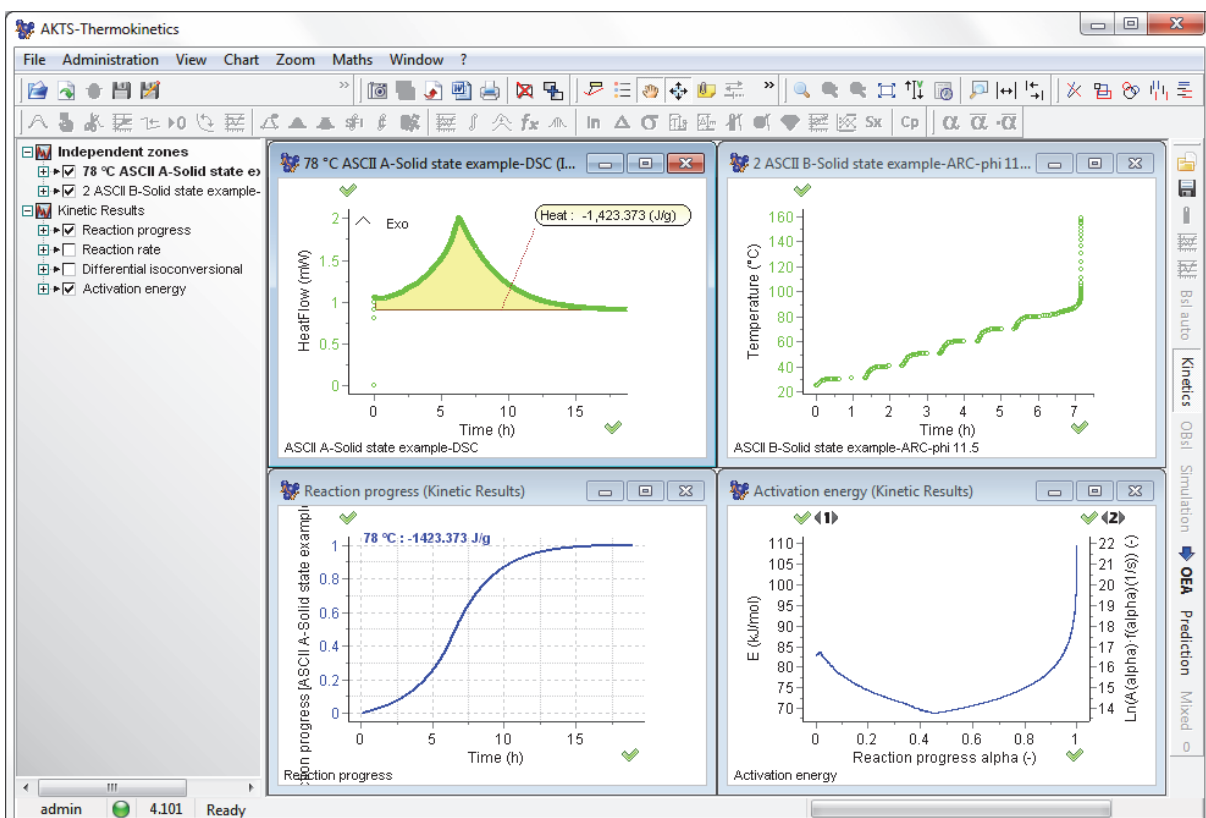 AKTS-Thermokinetics
File Administration View Chart Zoom Maths Window ?
fx ln Δ σ Sx Cp α α -α
Independent zones
78 ºC ASCII A-Solid state ex
2 ASCII B-Solid state example-
Kinetic Results
Reaction progress
Reaction rate
Differential isoconversional
Activation energy
78 °C ASCII A-Solid state example-DSC (I...
Exo
Heat : -1,423.373 (J/g)
HeatFlow (mW)
2
1.5
1
0.5
0
0 5 10 15
Time (h)
ASCII A-Solid state example-DSC
2 ASCII B-Solid state example-ARC-phi 11...
Temperature (°C)
160
140
120
100
80
60
40
20
0 1 2 3 4 5 6 7
Time (h)
ASCII B-Solid state example-ARC-phi 11.5
Reaction progress (Kinetic Results)
78 ºC : -1423.373 J/g
progress [ASCII A-Solid state
1
0.8
0.6
0.4
0.2
0
0 5 10 15
Time (h)
Reaction progress
Activation energy (Kinetic Results)
(1) (2)
E (kJ/mol)
110
105
100
95
90
85
80
75
70
22
21
20
19
18
17
16
15
14
Ln(A(alpha)·f(alpha)(1/s)) (-)
0 0.2 0.4 0.6 0.8 1
Reaction progress alpha (-)
Activation energy
Bsl auto
Kinetics
OBsl
Simulation
OEA
Prediction
Mixed
0
admin 4.101 Ready